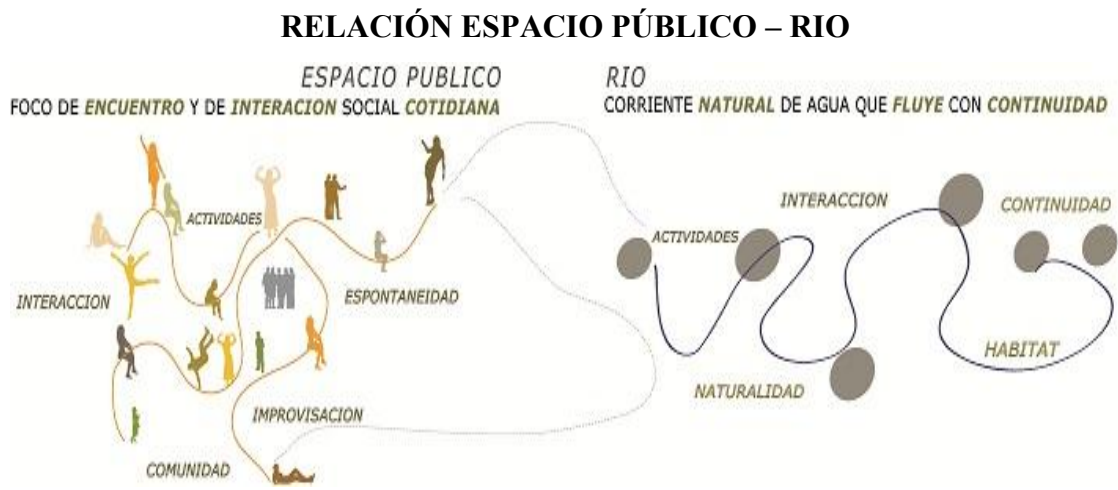 RELACIÓN ESPACIO PÚBLICO – RIO
ESPACIO PUBLICO
FOCO DE ENCUENTRO Y DE INTERACION SOCIAL COTIDIANA
ACTIVIDADES
INTERACCION
ESPONTANEIDAD
IMPROVISACION
COMUNIDAD
RIO
CORRIENTE NATURAL DE AGUA QUE FLUYE CON CONTINUIDAD
INTERACCION
CONTINUIDAD
ACTIVIDADES
HABITAT
NATURALIDAD